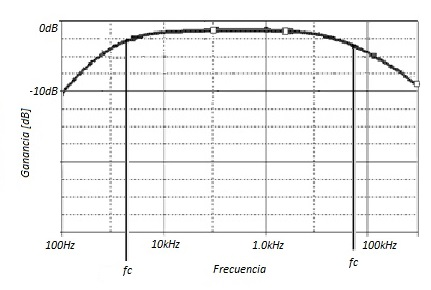 0dB
-10dB
Ganancia [dB]
100Hz
10kHz
1.0kHz
100kHz
fc
Frecuencia
fc